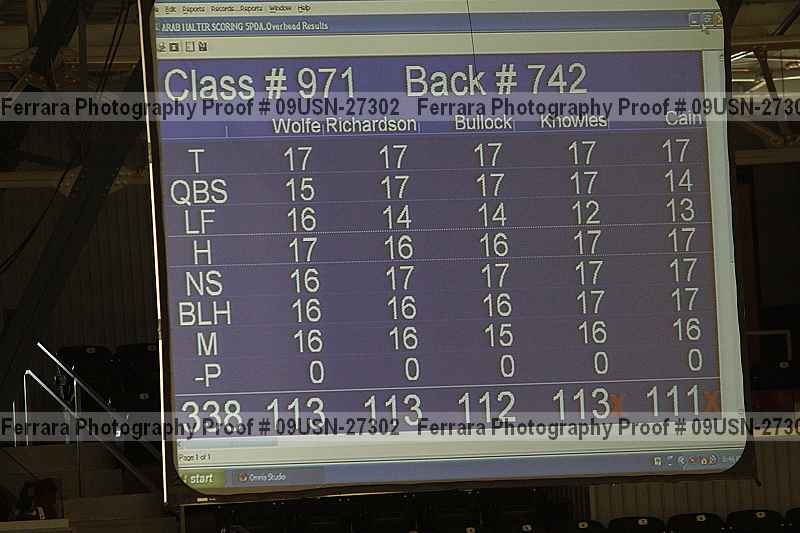 Edit Reports Records Reports Window Help
ARAB HALTER SCORING SPDA.Overhead Results
Class # 971 Back # 742
Ferrara Photography Proof # 09USN-27302 Ferrara Photography Proof # 09USN-2730
Wolfe Richardson Bullock Knowles Cain
T 17 17 17 17 17
QBS 15 17 17 17 14
LF 16 14 14 12 13
H 17 16 16 17 17
NS 16 17 17 17 17
BLH 16 16 16 17 17
M 16 16 15 16 16
-P 0 0 0 0 0
338 113 113 112 113X 111X
Ferrara Photography Proof # 09USN-27302 Ferrara Photography Proof # 09USN-2730
Page 1 of 1
start Omnis Studio